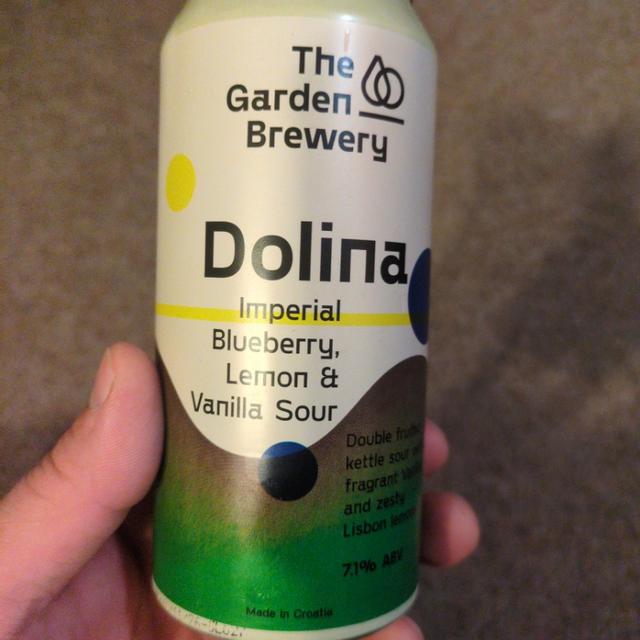 The
Garden
Brewery
Dolina
Imperial
Blueberry,
Lemon &
Vanilla Sour
Double
kettle sour
fragrant
and zesty
Lisbon
7.1% ABV
Made in Croatia